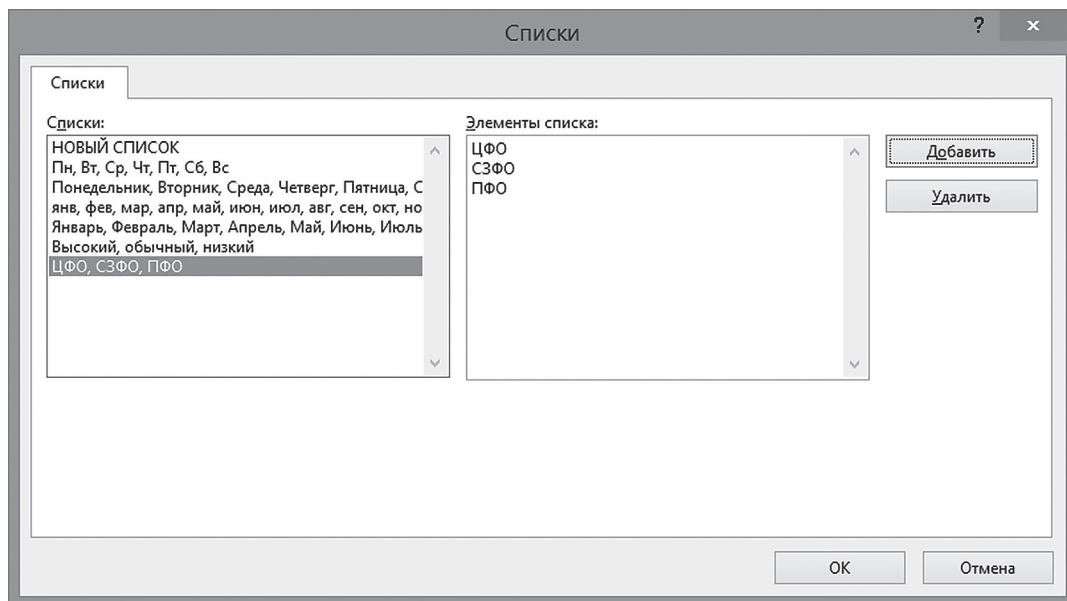 Списки
?
x
Списки
Списки:
НОВЫЙ СПИСОК
Пн, Вт, Ср, Чт, Пт, Сб, Вс
Понедельник, Вторник, Среда, Четверг, Пятница, С
янв, фев, мар, апр, май, июн, июл, авг, сен, окт, но
Январь, Февраль, Март, Апрель, Май, Июнь, Июль
Высокий, обычный, низкий
ЦФО, СЗФО, ПФО
Элементы списка:
ЦФО
СЗФО
ПФО
Добавить
Удалить
ОК
Отмена